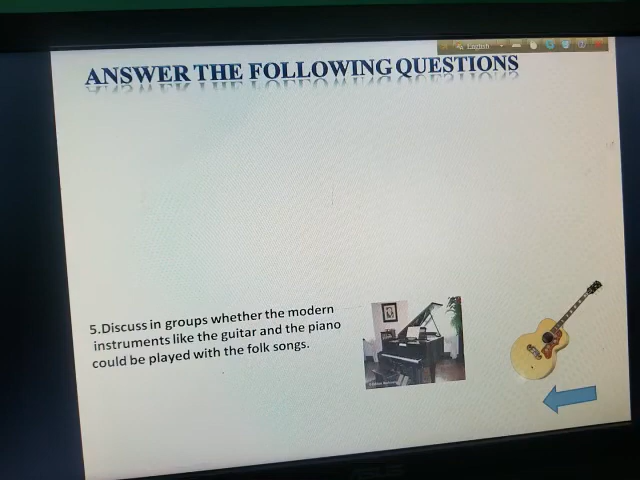 English
ANSWER THE FOLLOWING QUESTIONS
5.Discuss in groups whether the modern
instruments like the guitar and the piano
could be played with the folk songs.